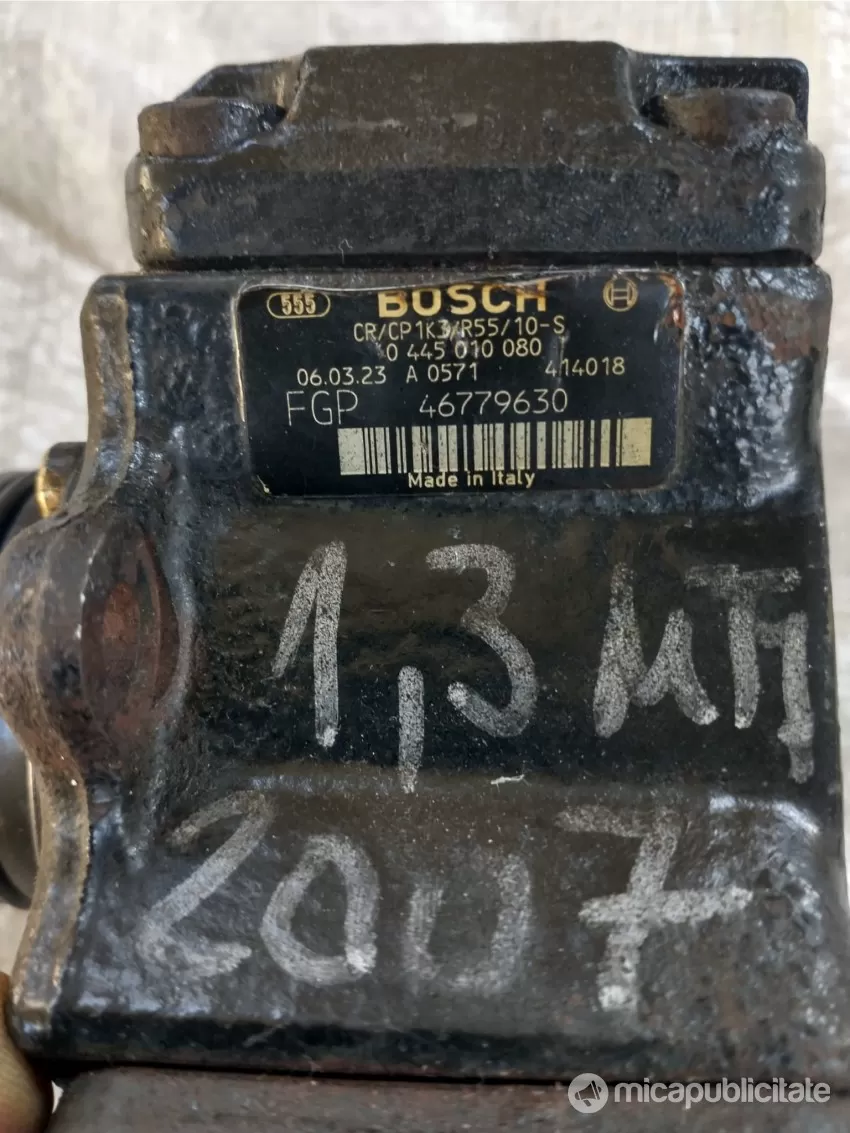 555 BOSCH
CR/CP1K3/R55/10-S
0 445 010 080
06.03.23 A 0571 414018
FGP 46779630
Made in Italy
1,3 MTJ
2007
micapublicitate